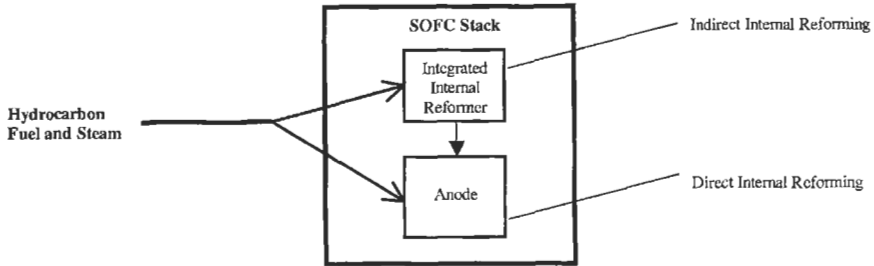 SOFC Stack
Indirect Internal Reforming
Integrated
Internal
Reformer
Hydrocarbon
Fuel and Steam
Anode
Direct Internal Reforming